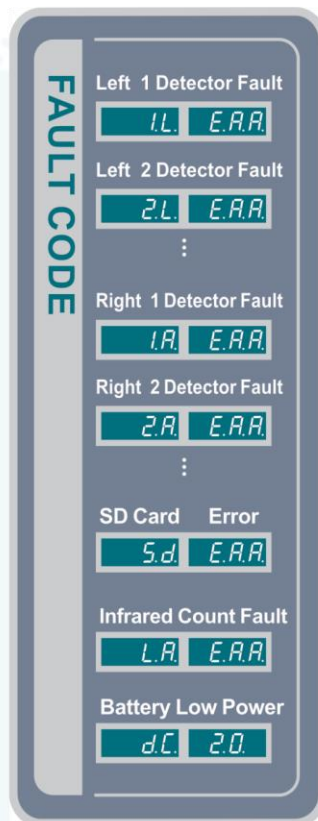 FAULT CODE
Left 1 Detector Fault
1.L. E.A.A.
Left 2 Detector Fault
2.L. E.A.A.
⋮
Right 1 Detector Fault
1.A. E.A.A.
Right 2 Detector Fault
2.A. E.A.A.
⋮
SD Card Error
S.d. E.A.A.
Infrared Count Fault
L.A. E.A.A.
Battery Low Power
d.C. 2.0.